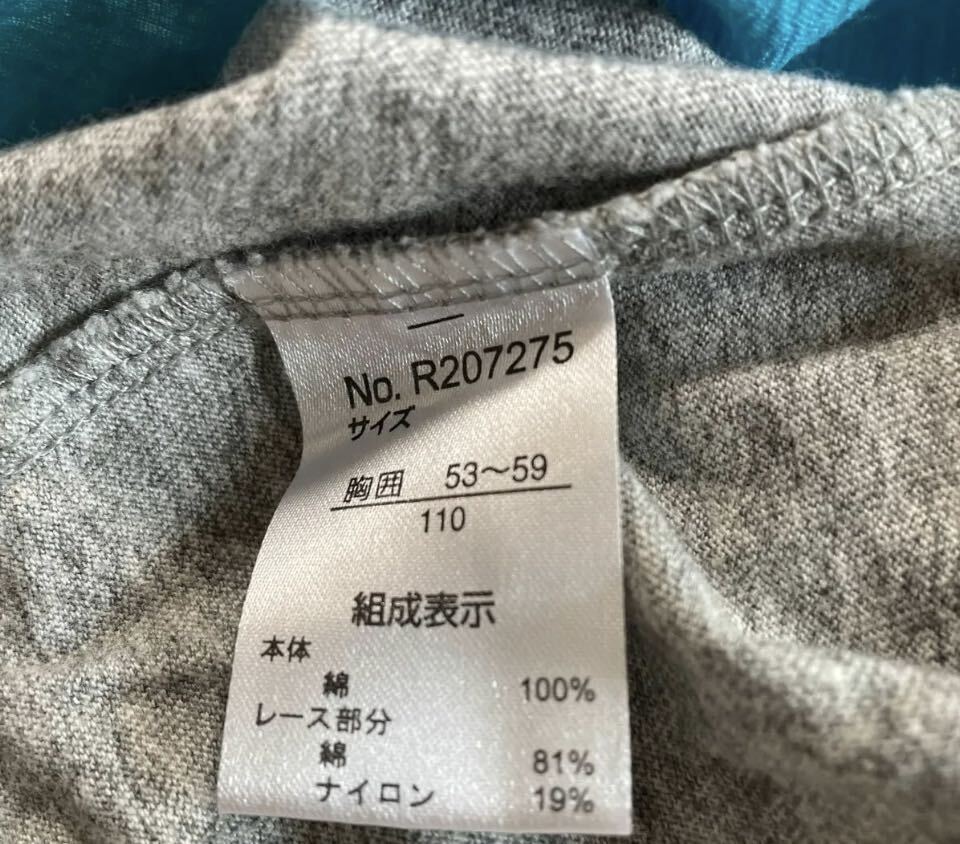 No. R207275
サイズ
胸囲 53～59
110
組成表示
本体
綿 100%
レース部分
綿 81%
ナイロン 19%